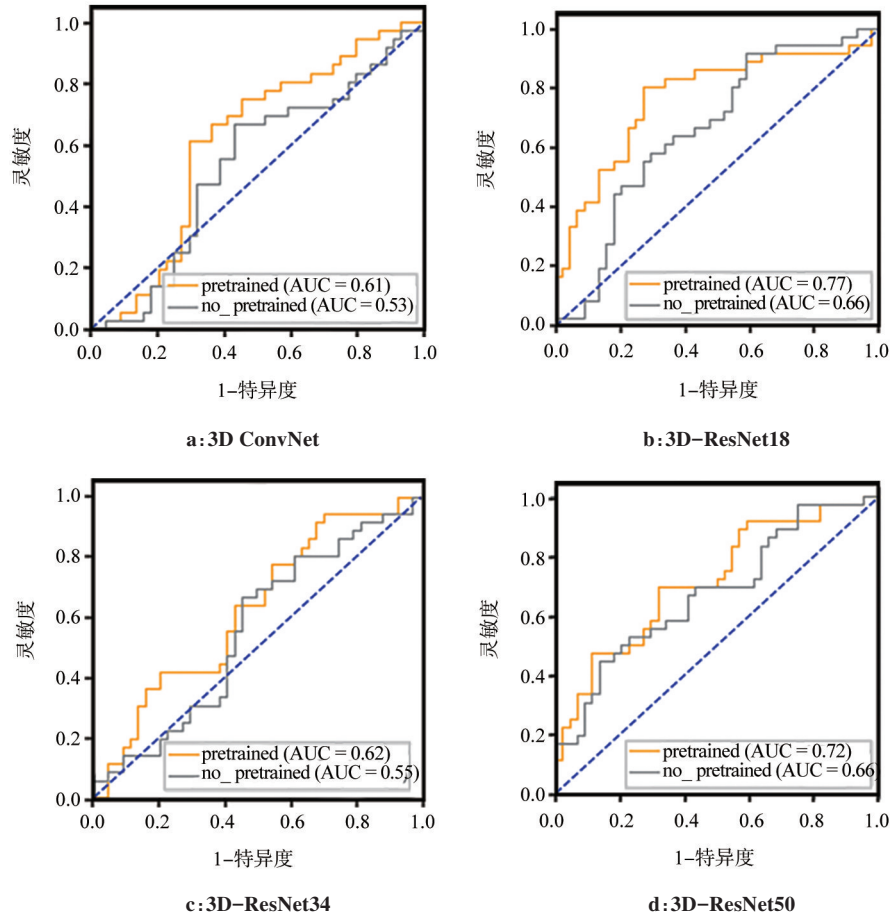 1.0
0.8
0.6
0.4
0.2
0.0
灵敏度
pretrained (AUC = 0.61)
no_ pretrained (AUC = 0.53)
0.0 0.2 0.4 0.6 0.8 1.0
1-特异度
a:3D ConvNet
1.0
0.8
0.6
0.4
0.2
0.0
灵敏度
pretrained (AUC = 0.77)
no_ pretrained (AUC = 0.66)
0.0 0.2 0.4 0.6 0.8 1.0
1-特异度
b:3D-ResNet18
1.0
0.8
0.6
0.4
0.2
0.0
灵敏度
pretrained (AUC = 0.62)
no_ pretrained (AUC = 0.55)
0.0 0.2 0.4 0.6 0.8 1.0
1-特异度
c:3D-ResNet34
1.0
0.8
0.6
0.4
0.2
0.0
灵敏度
pretrained (AUC = 0.72)
no_ pretrained (AUC = 0.66)
0.0 0.2 0.4 0.6 0.8 1.0
1-特异度
d:3D-ResNet50